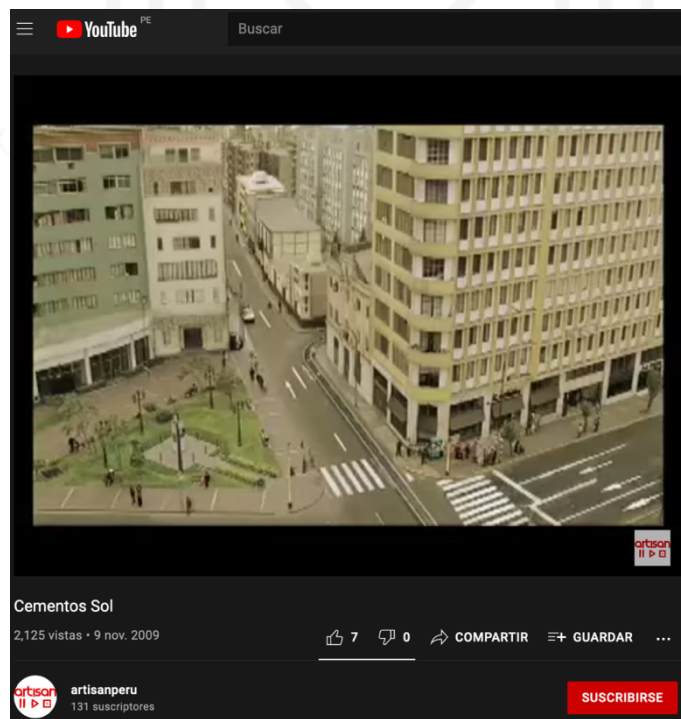 YouTube PE
Buscar
artisan
Cementos Sol
2,125 vistas • 9 nov. 2009
7
0
COMPARTIR
GUARDAR
artisan
artisanperu
131 suscriptores
SUSCRIBIRSE